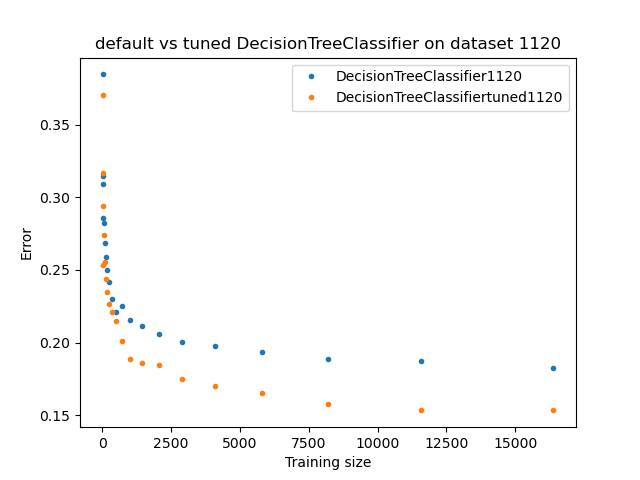 default vs tuned DecisionTreeClassifier on dataset 1120
DecisionTreeClassifier1120
DecisionTreeClassifiertuned1120
0.35
0.30
0.25
0.20
0.15
Error
0
2500
5000
7500
10000
12500
15000
Training size